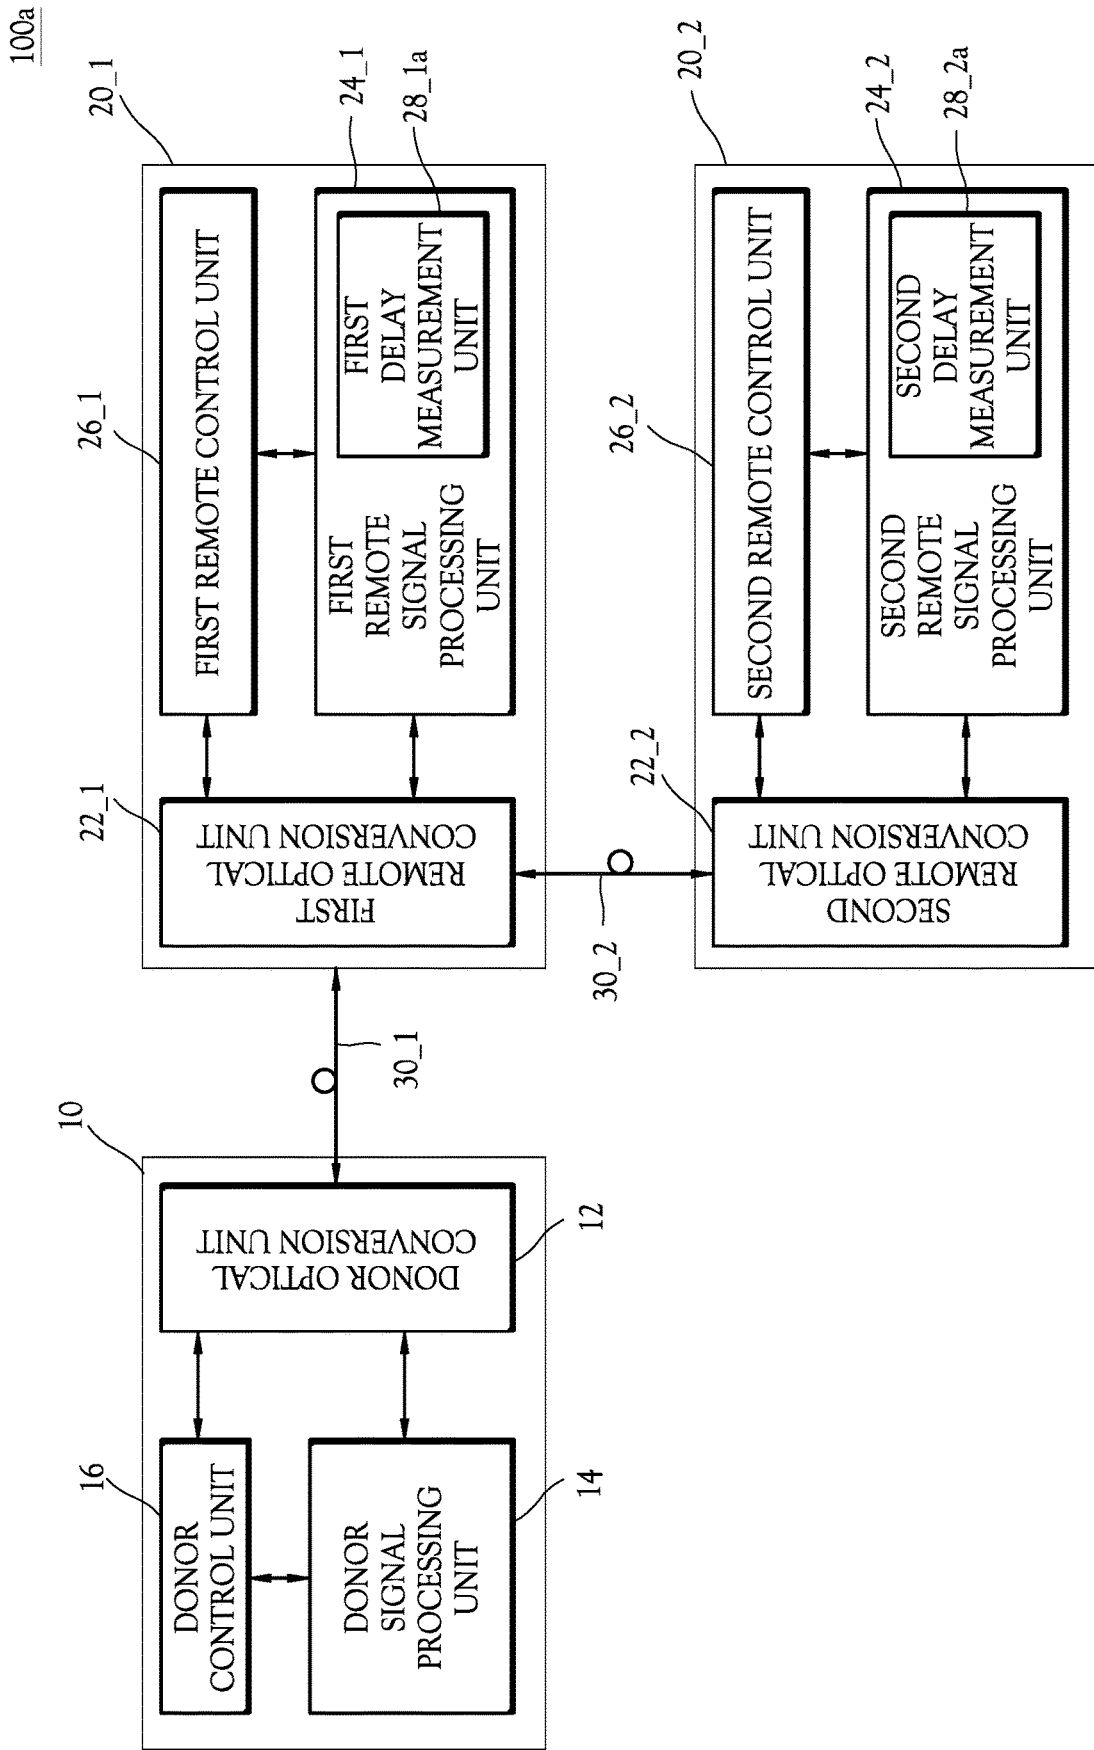 100a
10
16
DONOR
CONTROL UNIT
DONOR
SIGNAL
PROCESSING
UNIT
14
DONOR OPTICAL
CONVERSION UNIT
12
30_1
20_1
22_1
FIRST
REMOTE OPTICAL
CONVERSION UNIT
26_1
FIRST REMOTE CONTROL UNIT
FIRST
REMOTE
SIGNAL
PROCESSING
UNIT
24_1
FIRST
DELAY
MEASUREMENT
UNIT
28_1a
30_2
20_2
22_2
SECOND
REMOTE OPTICAL
CONVERSION UNIT
26_2
SECOND REMOTE CONTROL UNIT
SECOND
REMOTE
SIGNAL
PROCESSING
UNIT
24_2
SECOND
DELAY
MEASUREMENT
UNIT
28_2a